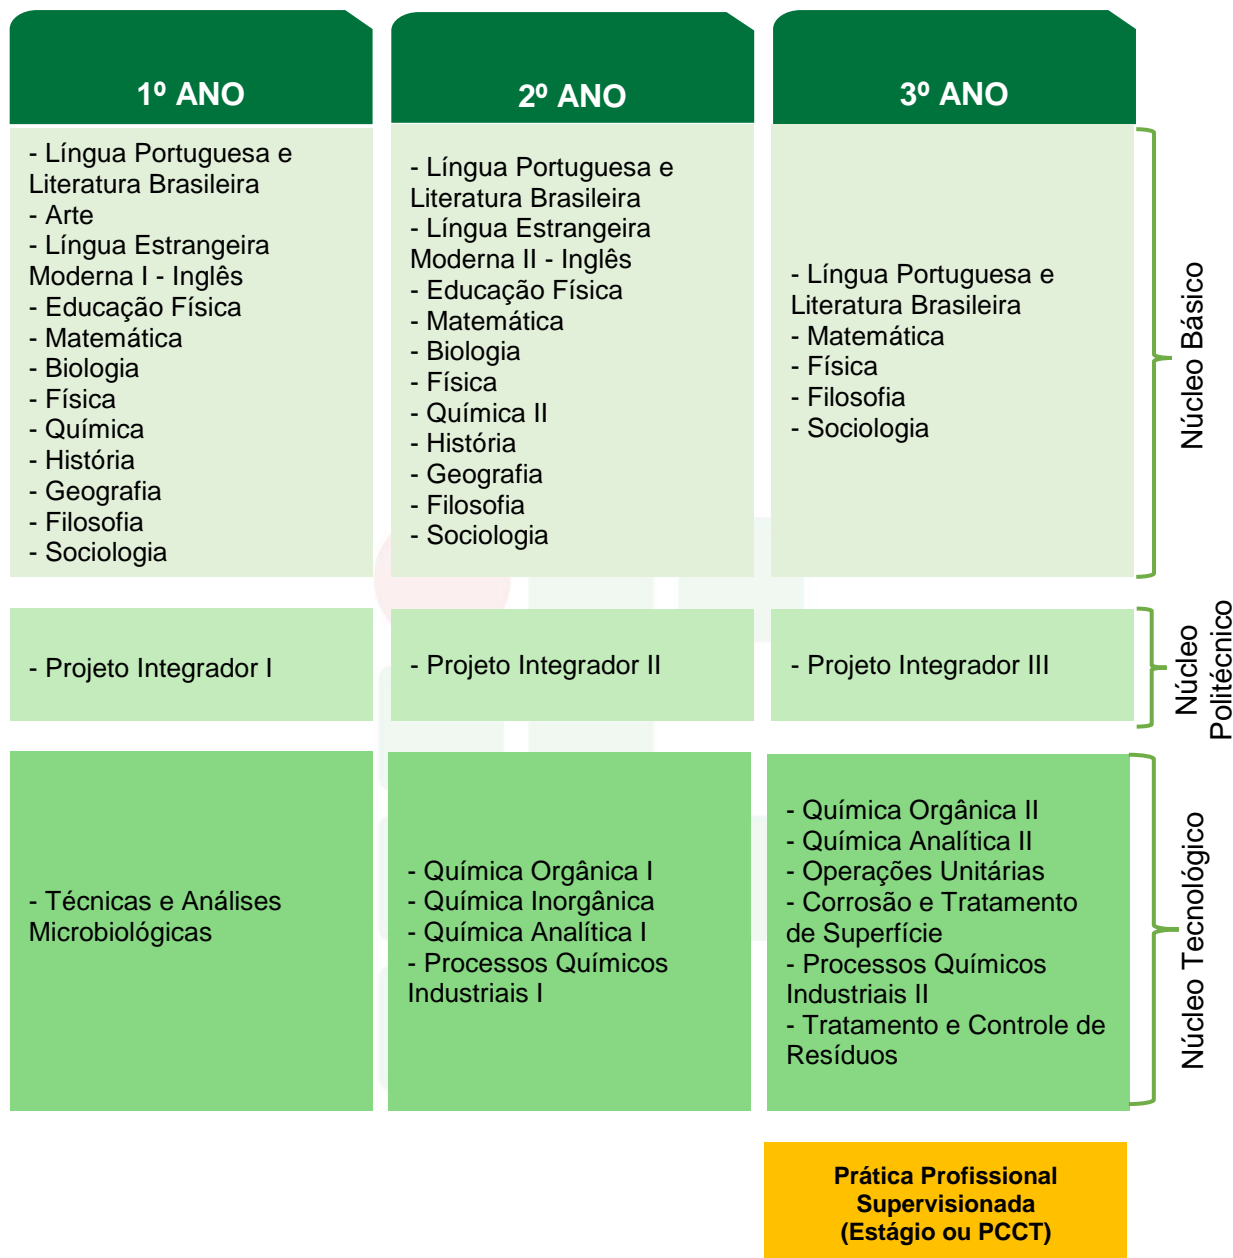 1º ANO
- Língua Portuguesa e
Literatura Brasileira
- Arte
- Língua Estrangeira
Moderna I - Inglês
- Educação Física
- Matemática
- Biologia
- Física
- Química
- História
- Geografia
- Filosofia
- Sociologia
2º ANO
- Língua Portuguesa e
Literatura Brasileira
- Língua Estrangeira
Moderna II - Inglês
- Educação Física
- Matemática
- Biologia
- Física
- Química II
- História
- Geografia
- Filosofia
- Sociologia
3º ANO
- Língua Portuguesa e
Literatura Brasileira
- Matemática
- Física
- Filosofia
- Sociologia
Núcleo Básico
- Projeto Integrador I
- Projeto Integrador II
- Projeto Integrador III
Núcleo
Politécnico
- Técnicas e Análises
Microbiológicas
- Química Orgânica I
- Química Inorgânica
- Química Analítica I
- Processos Químicos
Industriais I
- Química Orgânica II
- Química Analítica II
- Operações Unitárias
- Corrosão e Tratamento
de Superfície
- Processos Químicos
Industriais II
- Tratamento e Controle de
Resíduos
Núcleo Tecnológico
Prática Profissional
Supervisionada
(Estágio ou PCCT)